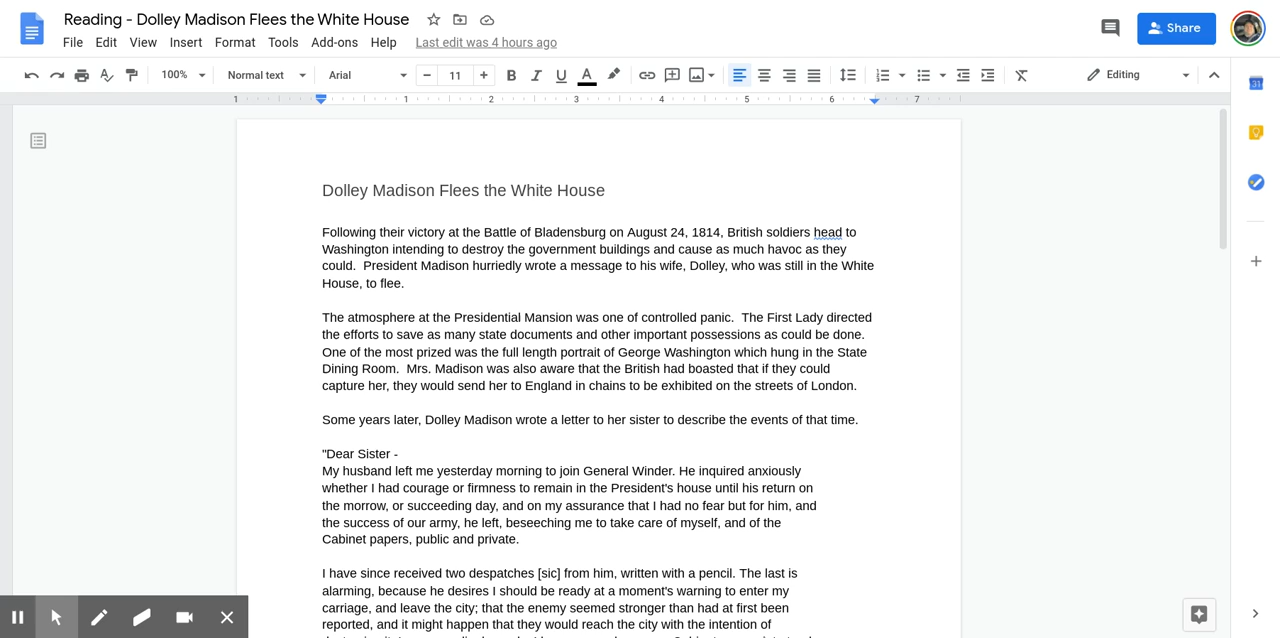 Reading - Dolley Madison Flees the White House
File Edit View Insert Format Tools Add-ons Help Last edit was 4 hours ago
Share
100% Normal text Arial 11 Editing
1 1 2 3 4 5 6 7
31
Dolley Madison Flees the White House
Following their victory at the Battle of Bladensburg on August 24, 1814, British soldiers head to
Washington intending to destroy the government buildings and cause as much havoc as they
could.  President Madison hurriedly wrote a message to his wife, Dolley, who was still in the White
House, to flee.
The atmosphere at the Presidential Mansion was one of controlled panic.  The First Lady directed
the efforts to save as many state documents and other important possessions as could be done.
One of the most prized was the full length portrait of George Washington which hung in the State
Dining Room.  Mrs. Madison was also aware that the British had boasted that if they could
capture her, they would send her to England in chains to be exhibited on the streets of London.
Some years later, Dolley Madison wrote a letter to her sister to describe the events of that time.
"Dear Sister -
My husband left me yesterday morning to join General Winder. He inquired anxiously
whether I had courage or firmness to remain in the President's house until his return on
the morrow, or succeeding day, and on my assurance that I had no fear but for him, and
the success of our army, he left, beseeching me to take care of myself, and of the
Cabinet papers, public and private.
I have since received two despatches [sic] from him, written with a pencil. The last is
alarming, because he desires I should be ready at a moment's warning to enter my
carriage, and leave the city; that the enemy seemed stronger than had at first been
reported, and it might happen that they would reach the city with the intention of